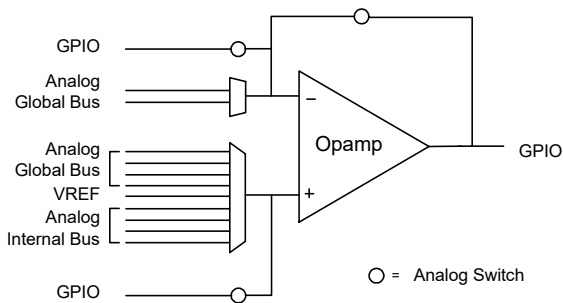 GPIO
Analog
Global Bus
−
Opamp
Analog
Global Bus
GPIO
VREF
+
Analog
Internal Bus
= Analog Switch
GPIO